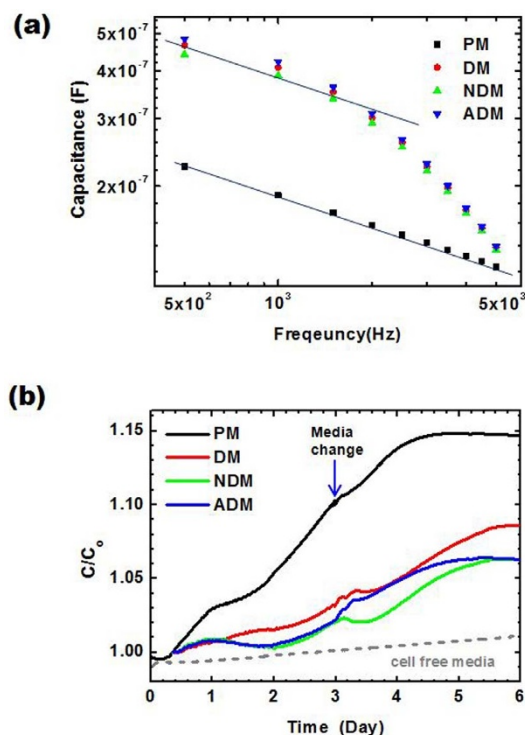 (a)
PM
DM
NDM
ADM
Capacitance (F)
5x10⁻⁷
4x10⁻⁷
3x10⁻⁷
2x10⁻⁷
5x10²
10³
5x10³
Freqeuncy(Hz)
(b)
PM
DM
NDM
ADM
Media
change
C/Cₒ
1.15
1.10
1.05
1.00
cell free media
0 1 2 3 4 5 6
Time (Day)